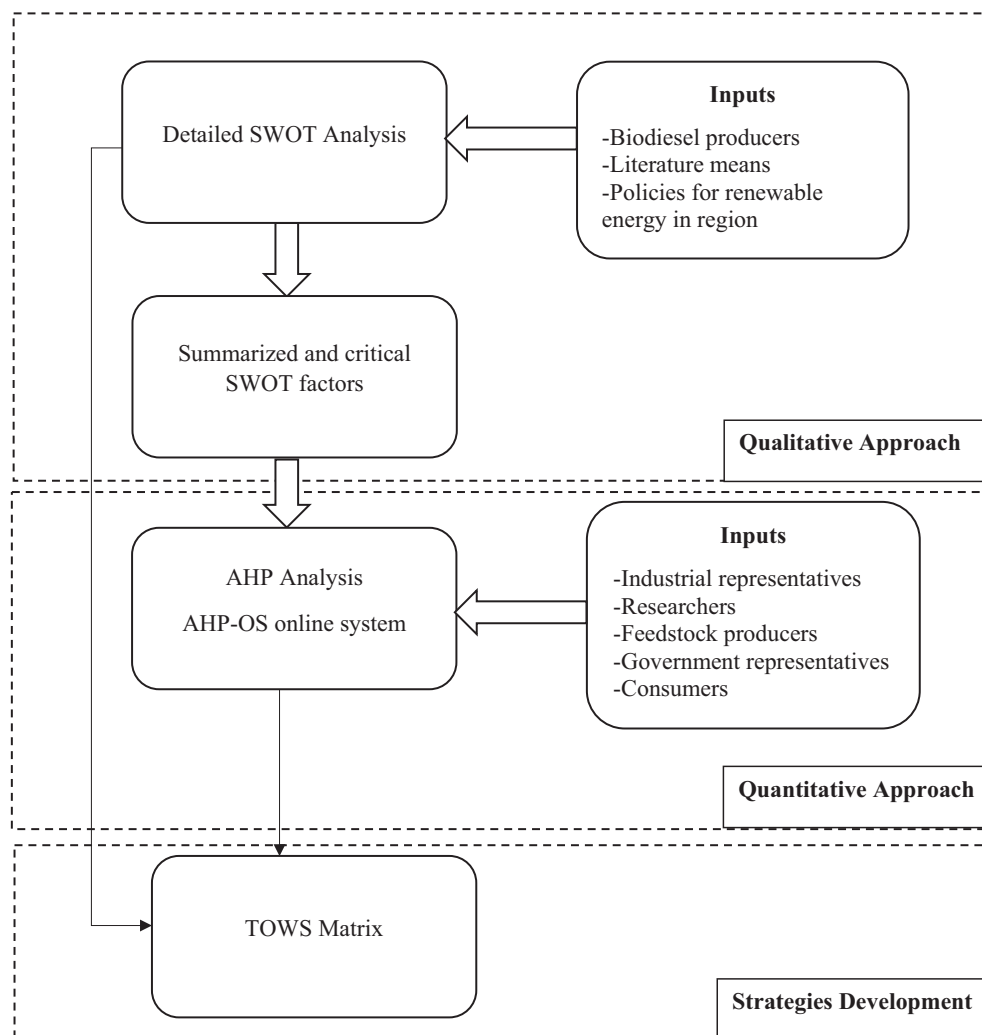 Detailed SWOT Analysis
Inputs
-Biodiesel producers
-Literature means
-Policies for renewable
energy in region
Summarized and critical
SWOT factors
Qualitative Approach
AHP Analysis
AHP-OS online system
Inputs
-Industrial representatives
-Researchers
-Feedstock producers
-Government representatives
-Consumers
Quantitative Approach
TOWS Matrix
Strategies Development